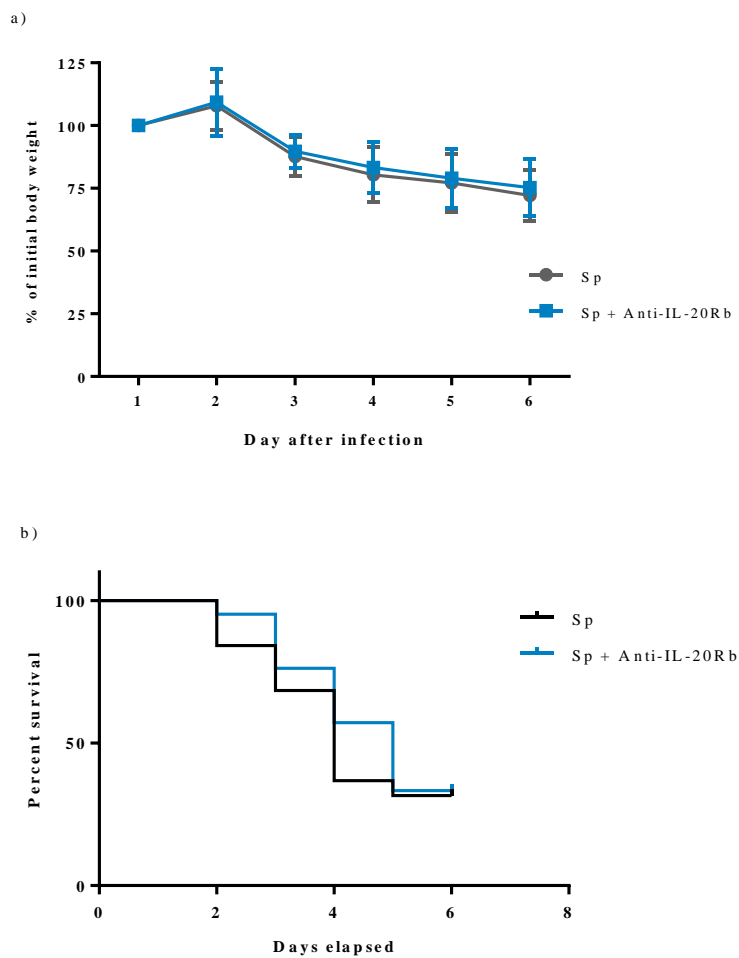 a)
125
100
75
50
25
0
% of initial body weight
1 2 3 4 5 6
Day after infection
Sp
Sp + Anti-IL-20Rb
b)
100
50
0
Percent survival
0 2 4 6 8
Days elapsed
Sp
Sp + Anti-IL-20Rb